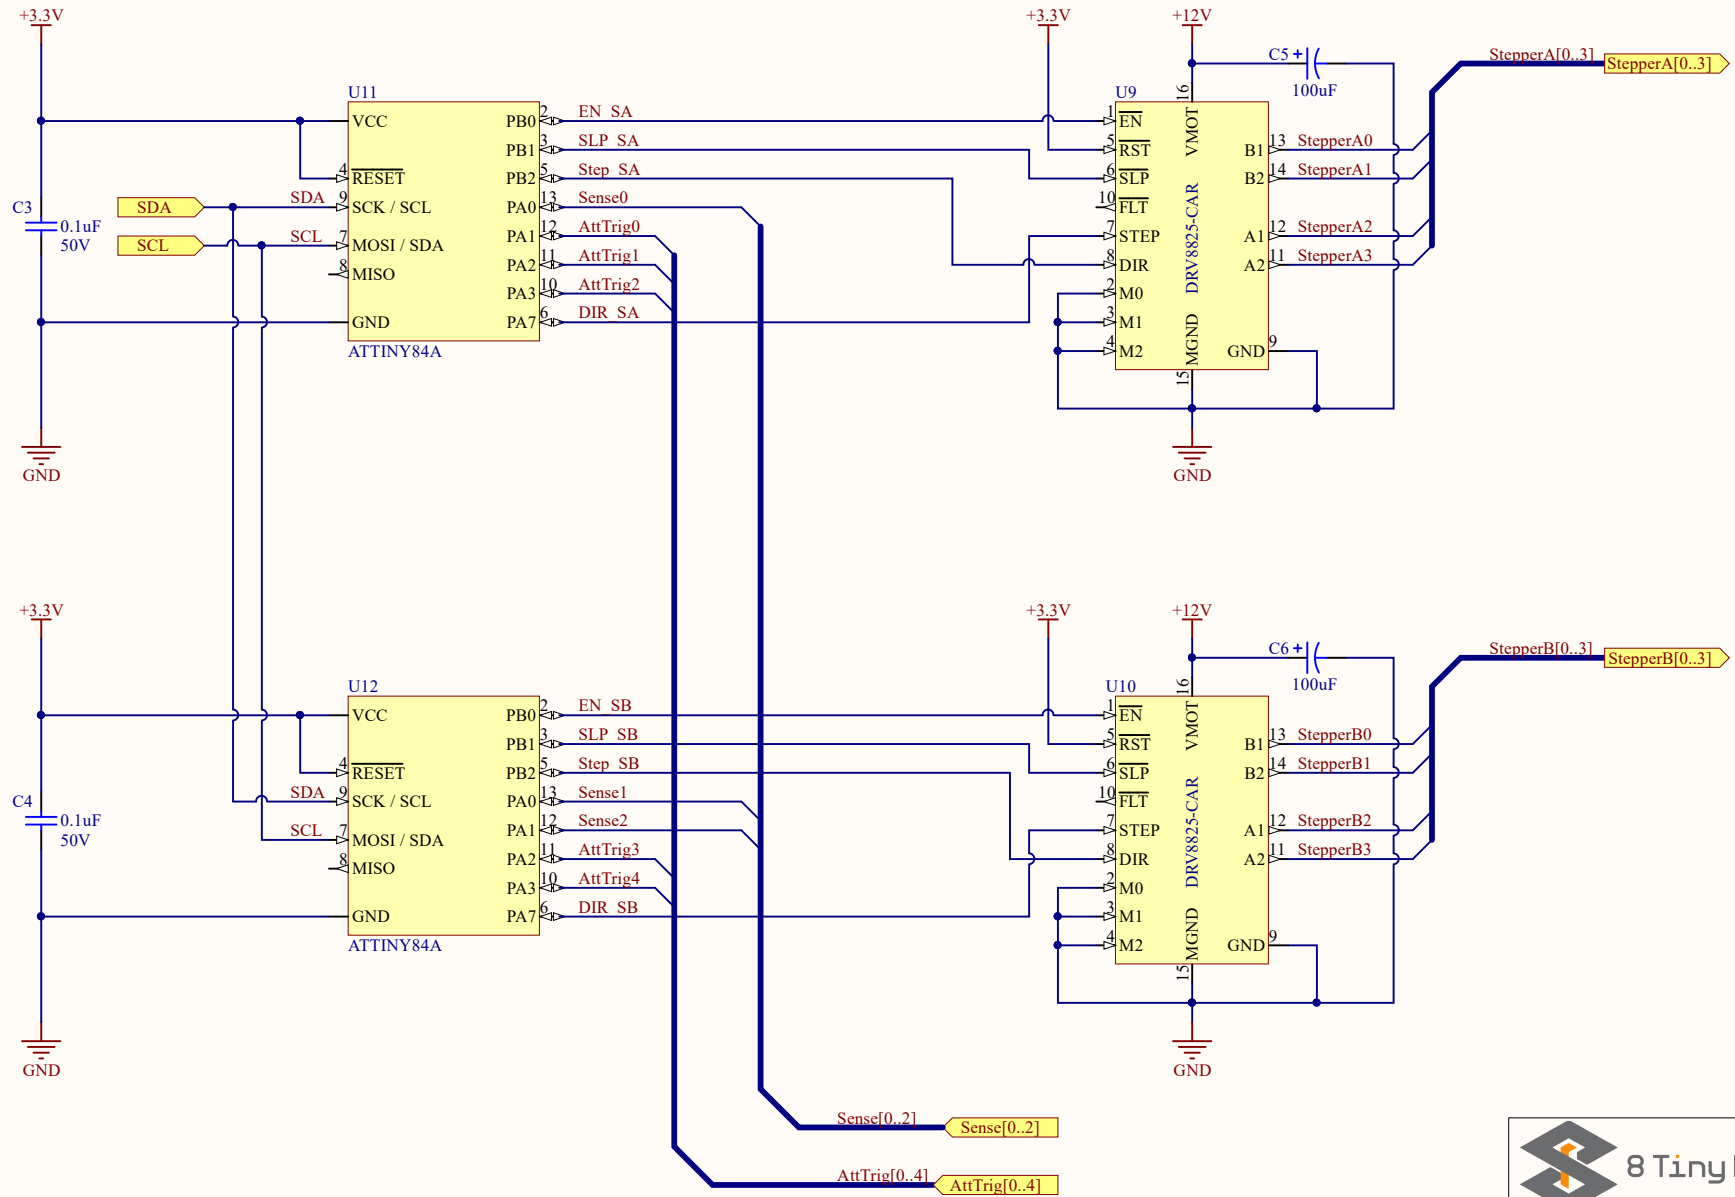 +3.3V
+3.3V
+12V
C5 +
100uF
StepperA[0..3]
StepperA[0..3]
U11
VCC
4 RESET
SDA
SDA
9 SCK / SCL
SCL
SCL
7 MOSI / SDA
8 MISO
GND
ATTINY84A
PB0 2 EN_SA
PB1 3 SLP_SA
PB2 5 Step_SA
PA0 13 Sense0
PA1 12 AttTrig0
PA2 11 AttTrig1
PA3 10 AttTrig2
PA7 6 DIR_SA
C3
0.1uF
50V
GND
U9
16 VMOT
1 EN
5 RST
6 SLP
10 FLT
7 STEP
8 DIR
2 M0
3 M1
4 M2
DRV8825-CAR
15 MGND
B1 13 StepperA0
B2 14 StepperA1
A1 12 StepperA2
A2 11 StepperA3
GND 9
GND
+3.3V
+3.3V
+12V
C6 +
100uF
StepperB[0..3]
StepperB[0..3]
U12
VCC
4 RESET
SDA
9 SCK / SCL
SCL
7 MOSI / SDA
8 MISO
GND
ATTINY84A
PB0 2 EN_SB
PB1 3 SLP_SB
PB2 5 Step_SB
PA0 13 Sense1
PA1 12 Sense2
PA2 11 AttTrig3
PA3 10 AttTrig4
PA7 6 DIR_SB
C4
0.1uF
50V
GND
U10
16 VMOT
1 EN
5 RST
6 SLP
10 FLT
7 STEP
8 DIR
2 M0
3 M1
4 M2
DRV8825-CAR
15 MGND
B1 13 StepperB0
B2 14 StepperB1
A1 12 StepperB2
A2 11 StepperB3
GND 9
GND
Sense[0..2]
Sense[0..2]
AttTrig[0..4]
AttTrig[0..4]
8 Tiny